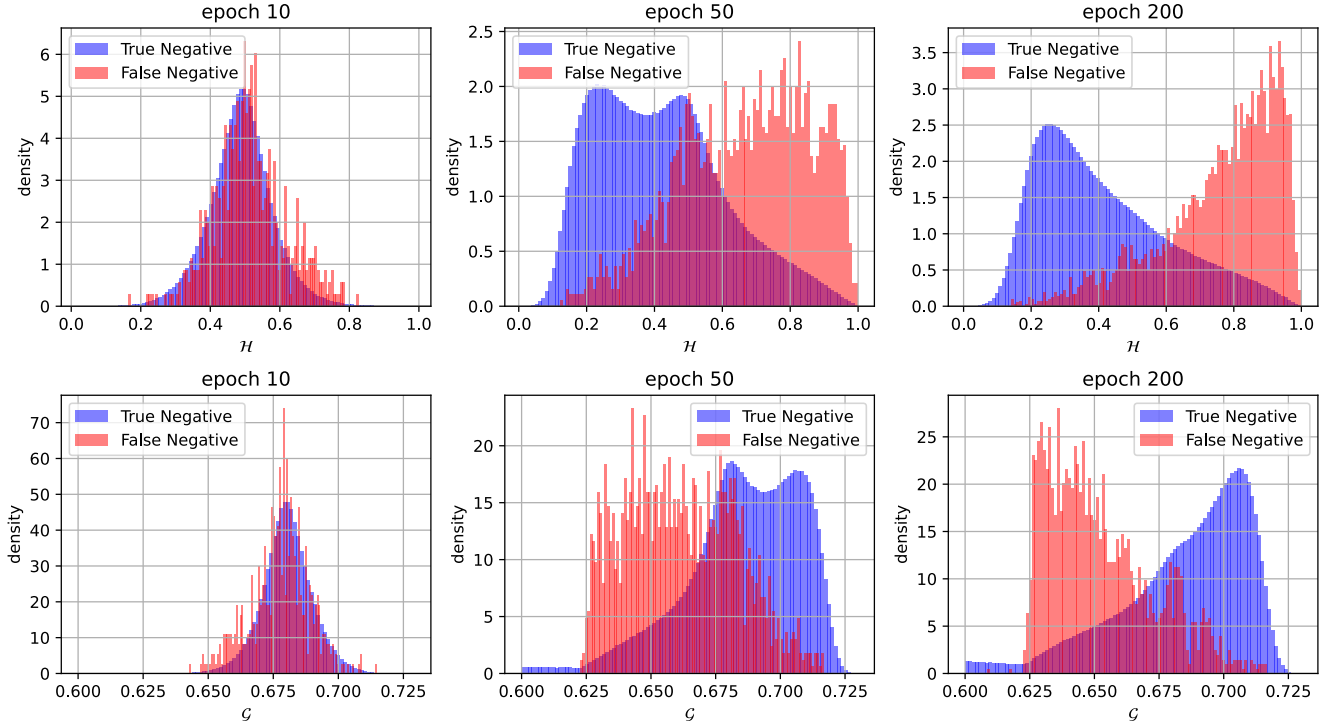 epoch 10
True Negative
False Negative
density
6
5
4
3
2
1
0
0.0 0.2 0.4 0.6 0.8 1.0
ℋ
epoch 50
True Negative
False Negative
density
2.5
2.0
1.5
1.0
0.5
0.0
0.0 0.2 0.4 0.6 0.8 1.0
ℋ
epoch 200
True Negative
False Negative
density
3.5
3.0
2.5
2.0
1.5
1.0
0.5
0.0
0.0 0.2 0.4 0.6 0.8 1.0
ℋ
epoch 10
True Negative
False Negative
density
70
60
50
40
30
20
10
0
0.600 0.625 0.650 0.675 0.700 0.725
𝒢
epoch 50
True Negative
False Negative
density
20
15
10
5
0
0.600 0.625 0.650 0.675 0.700 0.725
𝒢
epoch 200
True Negative
False Negative
density
25
20
15
10
5
0
0.600 0.625 0.650 0.675 0.700 0.725
𝒢